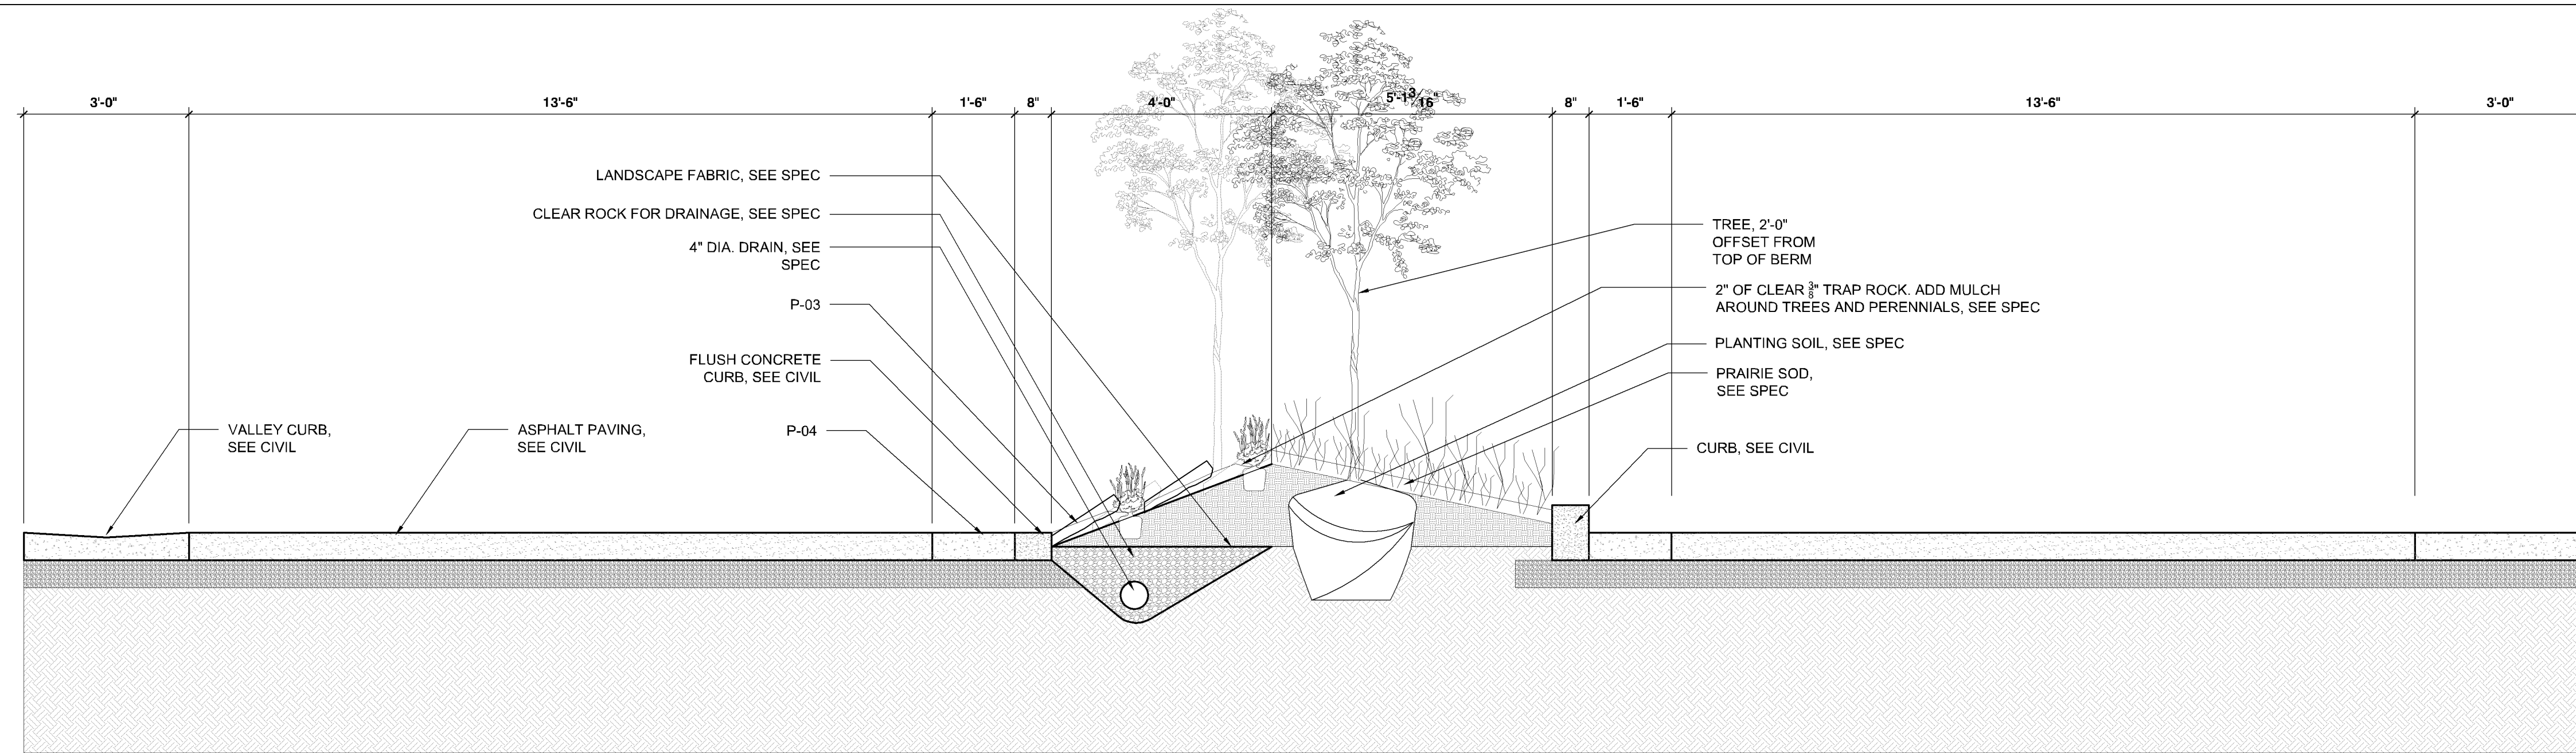 3'-0" 13'-6" 1'-6" 8" 4'-0" 5'-1 3/16" 8" 1'-6" 13'-6" 3'-0"
LANDSCAPE FABRIC, SEE SPEC
CLEAR ROCK FOR DRAINAGE, SEE SPEC
4" DIA. DRAIN, SEE
SPEC
P-03
FLUSH CONCRETE
CURB, SEE CIVIL
VALLEY CURB,
SEE CIVIL
ASPHALT PAVING,
SEE CIVIL
P-04
TREE, 2'-0"
OFFSET FROM
TOP OF BERM
2" OF CLEAR 3/8" TRAP ROCK. ADD MULCH
AROUND TREES AND PERENNIALS, SEE SPEC
PLANTING SOIL, SEE SPEC
PRAIRIE SOD,
SEE SPEC
CURB, SEE CIVIL